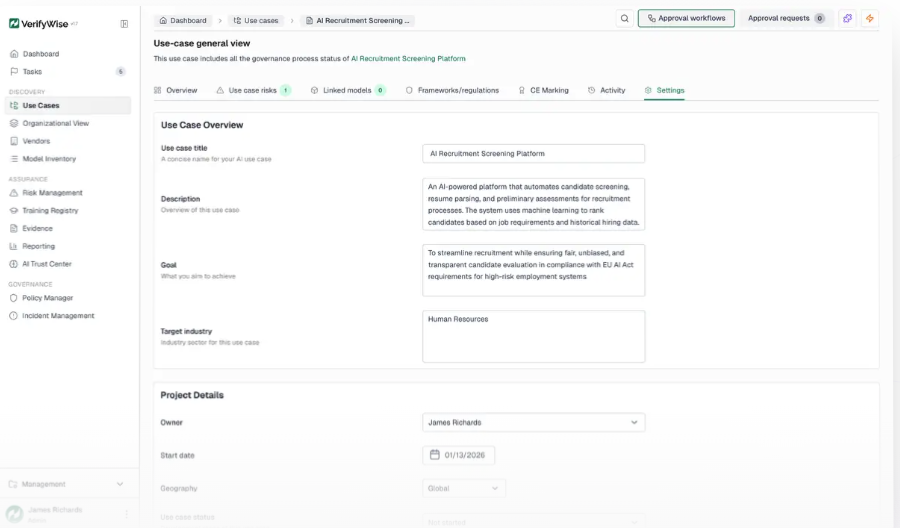 VerifyWise
Dashboard
Tasks 5
DISCOVERY
Use Cases
Organizational View
Vendors
Model Inventory
ASSURANCE
Risk Management
Training Registry
Evidence
Reporting
AI Trust Center
GOVERNANCE
Policy Manager
Incident Management
Management
James Richards
Dashboard > Use cases > AI Recruitment Screening ...
Approval workflows
Approval requests 0
Use-case general view
This use case includes all the governance process status of AI Recruitment Screening Platform
Overview
Use case risks 1
Linked models 0
Frameworks/regulations
CE Marking
Activity
Settings
Use Case Overview
Use case title
A concise name for your AI use case
AI Recruitment Screening Platform
Description
Overview of this use case
An AI-powered platform that automates candidate screening,
resume parsing, and preliminary assessments for recruitment
processes. The system uses machine learning to rank
candidates based on job requirements and historical hiring data.
Goal
What you aim to achieve
To streamline recruitment while ensuring fair, unbiased, and
transparent candidate evaluation in compliance with EU AI Act
requirements for high-risk employment systems
Target industry
Industry sector for this use case
Human Resources
Project Details
Owner
James Richards
Start date
01/13/2026
Geography
Global
Use case status
Not started